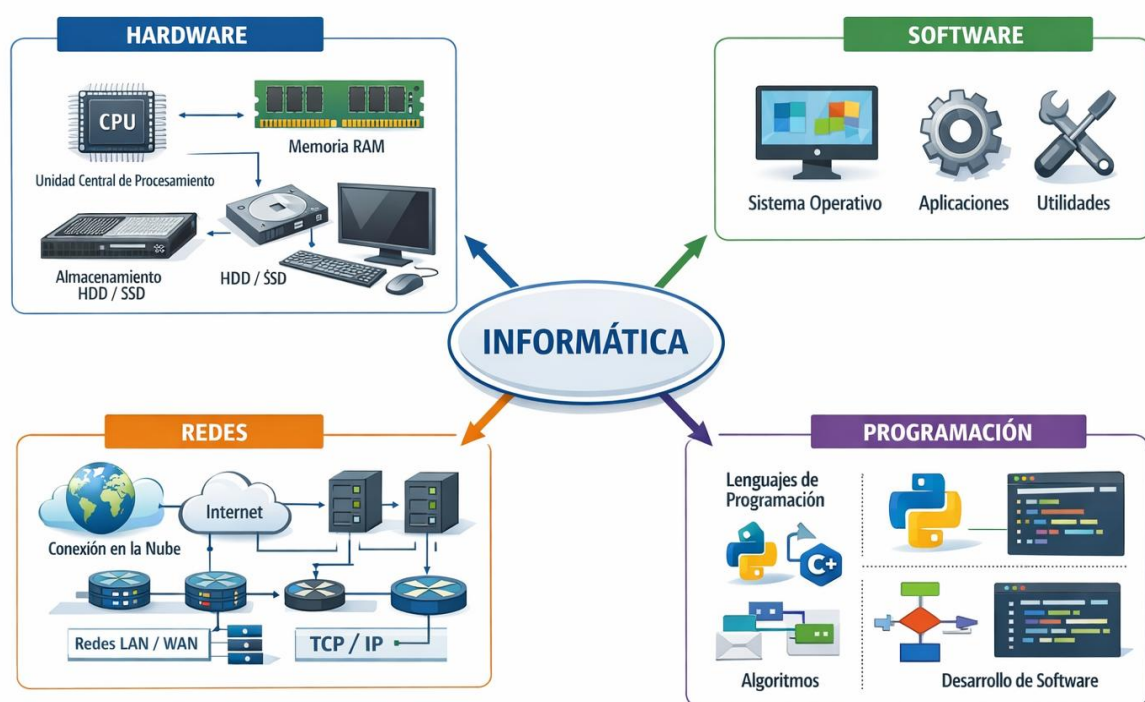 HARDWARE
CPU
Memoria RAM
Unidad Central de Procesamiento
Almacenamiento
HDD / SSD
HDD / SSD
SOFTWARE
Sistema Operativo
Aplicaciones
Utilidades
INFORMÁTICA
REDES
Internet
Conexión en la Nube
Redes LAN / WAN
TCP / IP
PROGRAMACIÓN
Lenguajes de
Programación
C+
Algoritmos
Desarrollo de Software